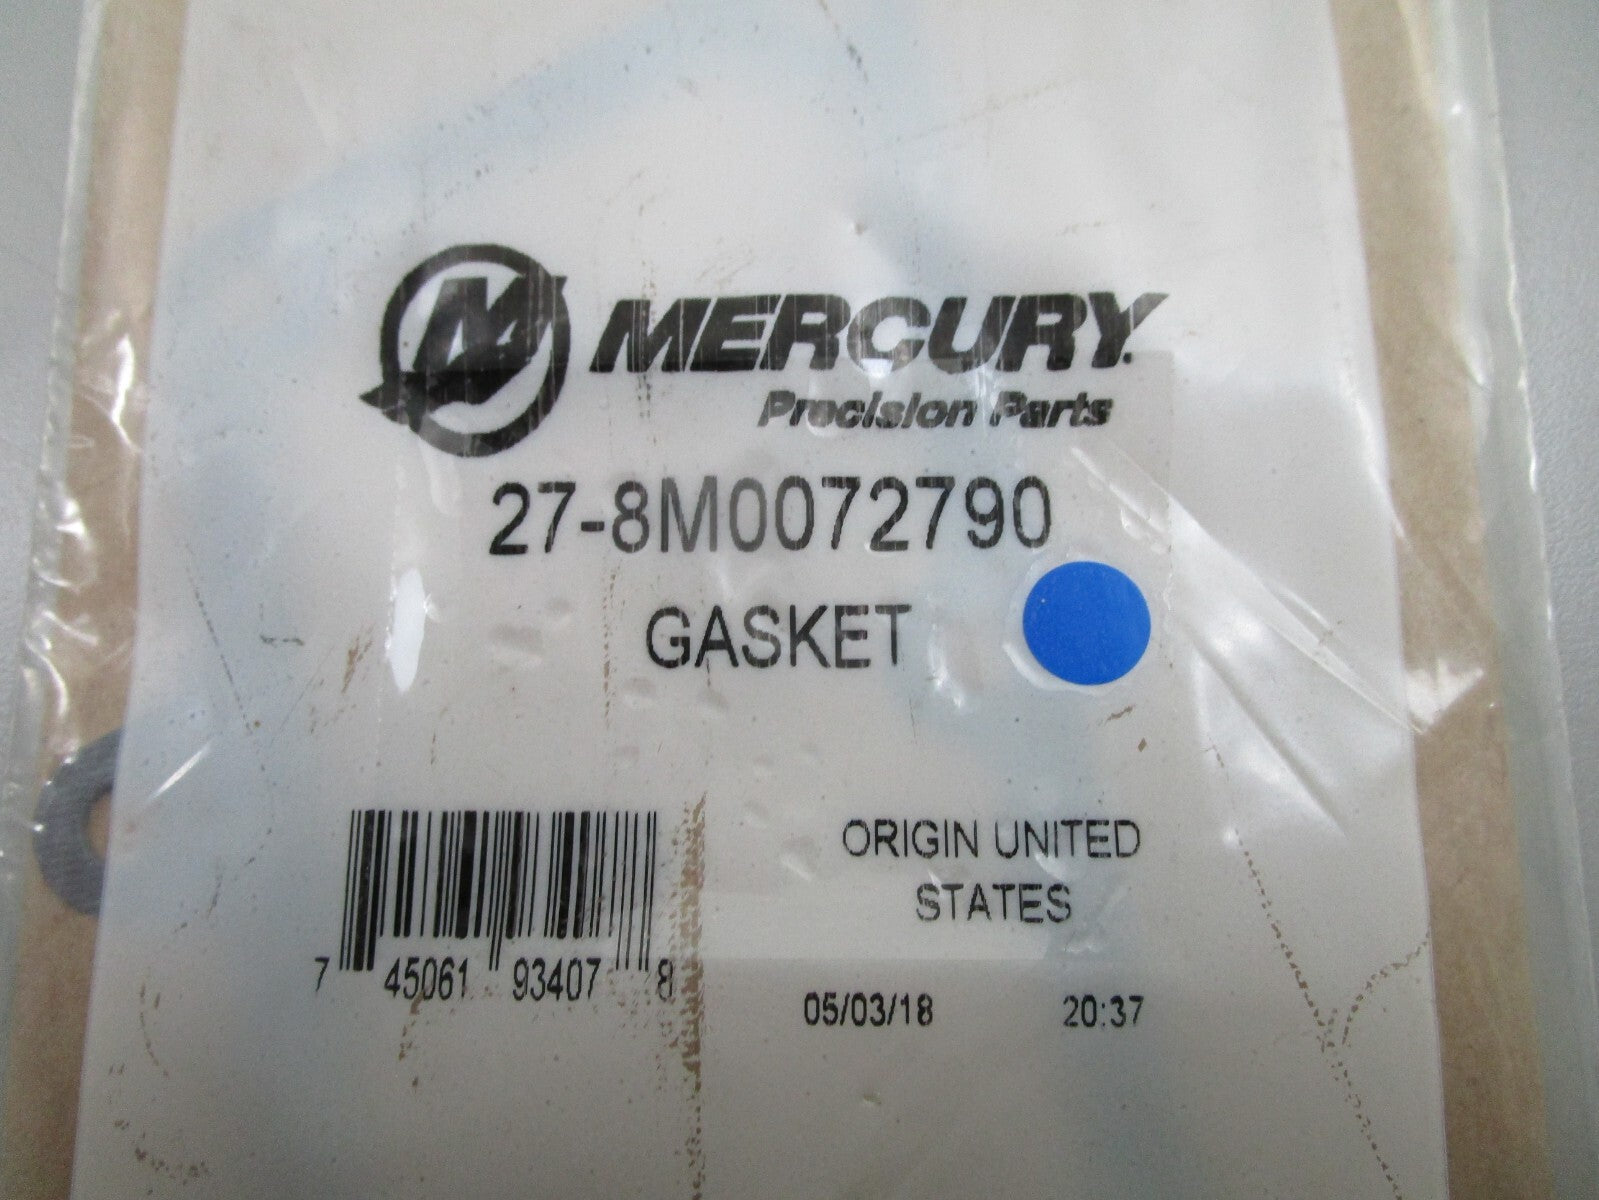 MERCURY
Precision Parts
27-8M0072790
GASKET
ORIGIN UNITED
STATES
7 45061 93407 8
05/03/18 20:37